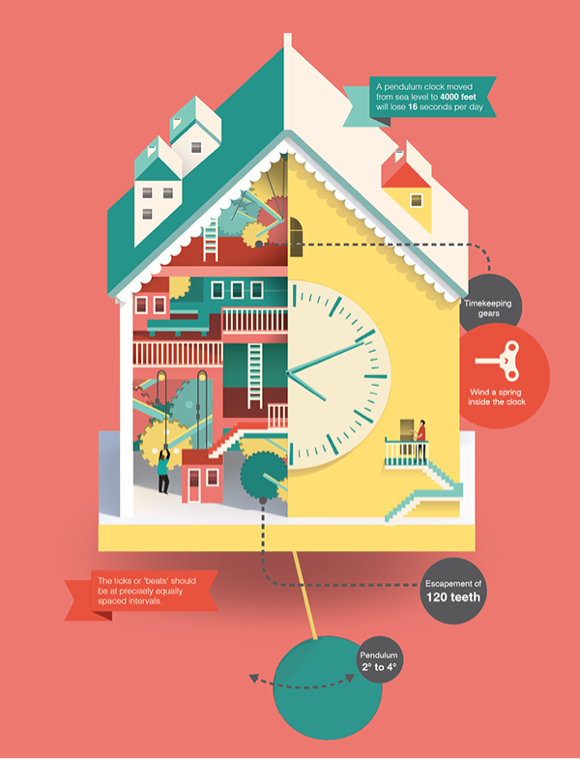 A pendulum clock moved
from sea level to 4000 feet
will lose 16 seconds per day
Timekeeping
gears
Wind a spring
inside the clock
The ticks or 'beats' should
be at precisely equally
spaced intervals.
Escapement of
120 teeth
Pendulum
2° to 4°